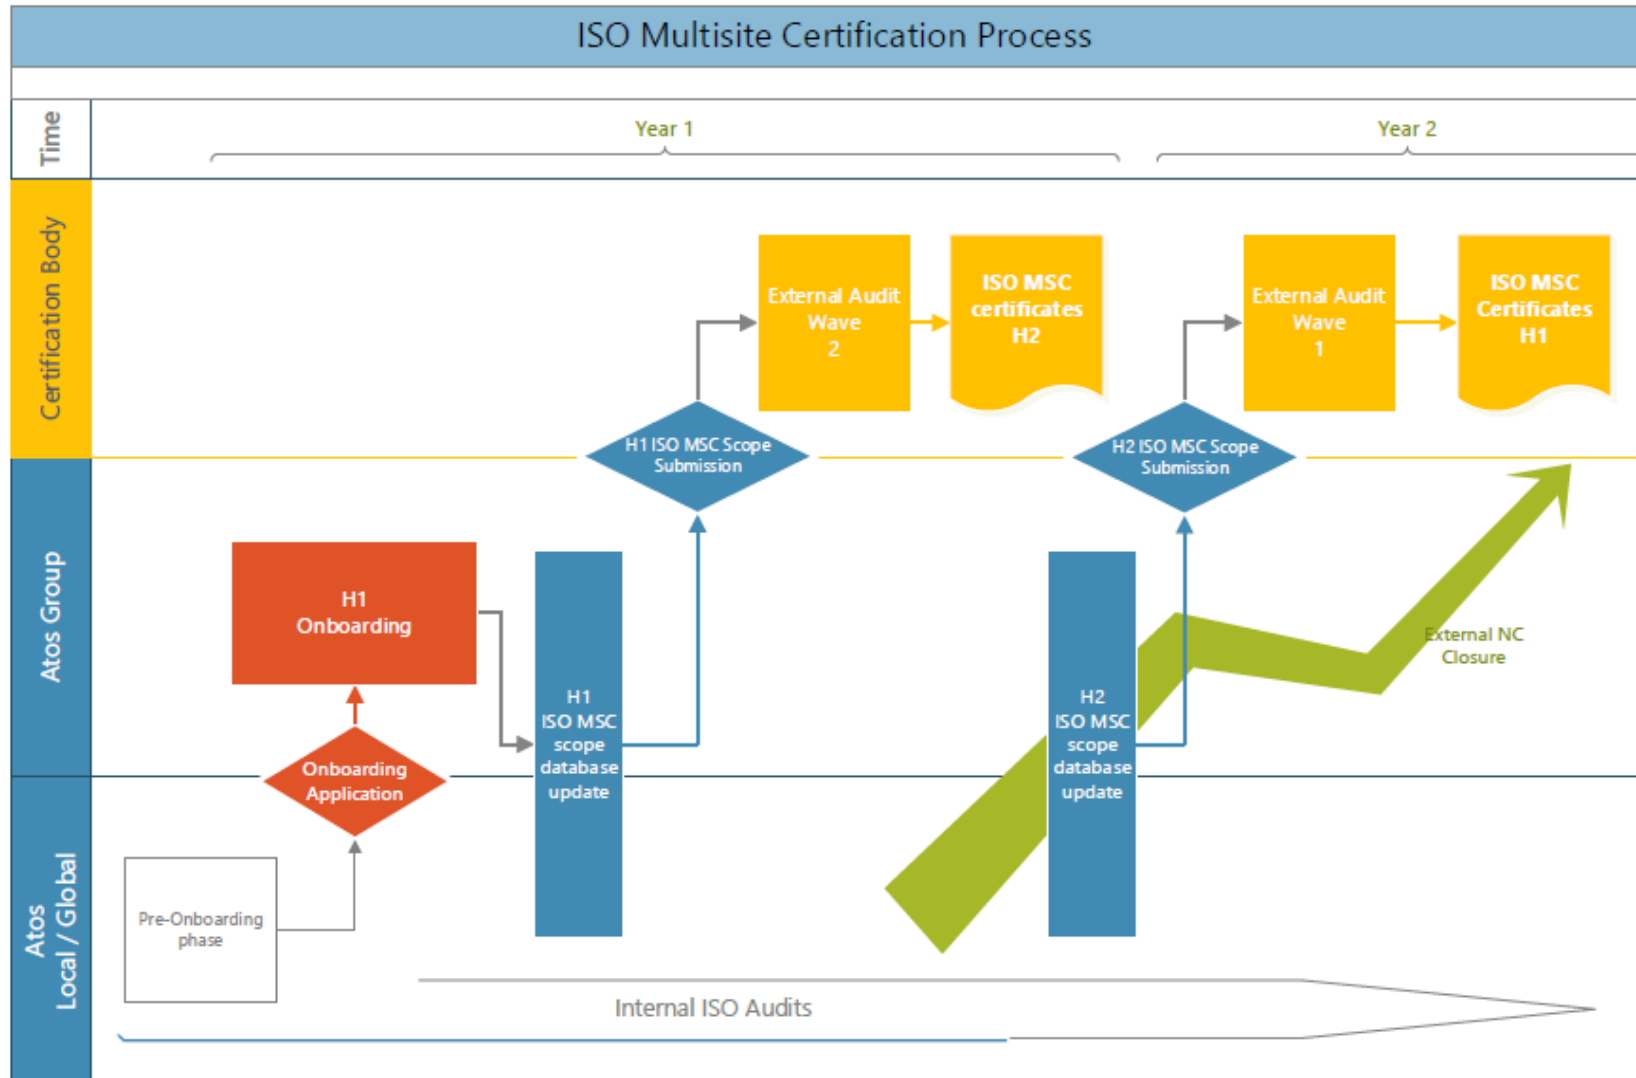 ISO Multisite Certification Process
Time
Year 1
Year 2
Certification Body
External Audit
Wave
2
ISO MSC
certificates
H2
External Audit
Wave
1
ISO MSC
Certificates
H1
H1 ISO MSC Scope
Submission
H2 ISO MSC Scope
Submission
Atos Group
H1
Onboarding
External NC
Closure
H1
ISO MSC
scope
database
update
H2
ISO MSC
scope
database
update
Onboarding
Application
Atos
Local / Global
Pre-Onboarding
phase
Internal ISO Audits